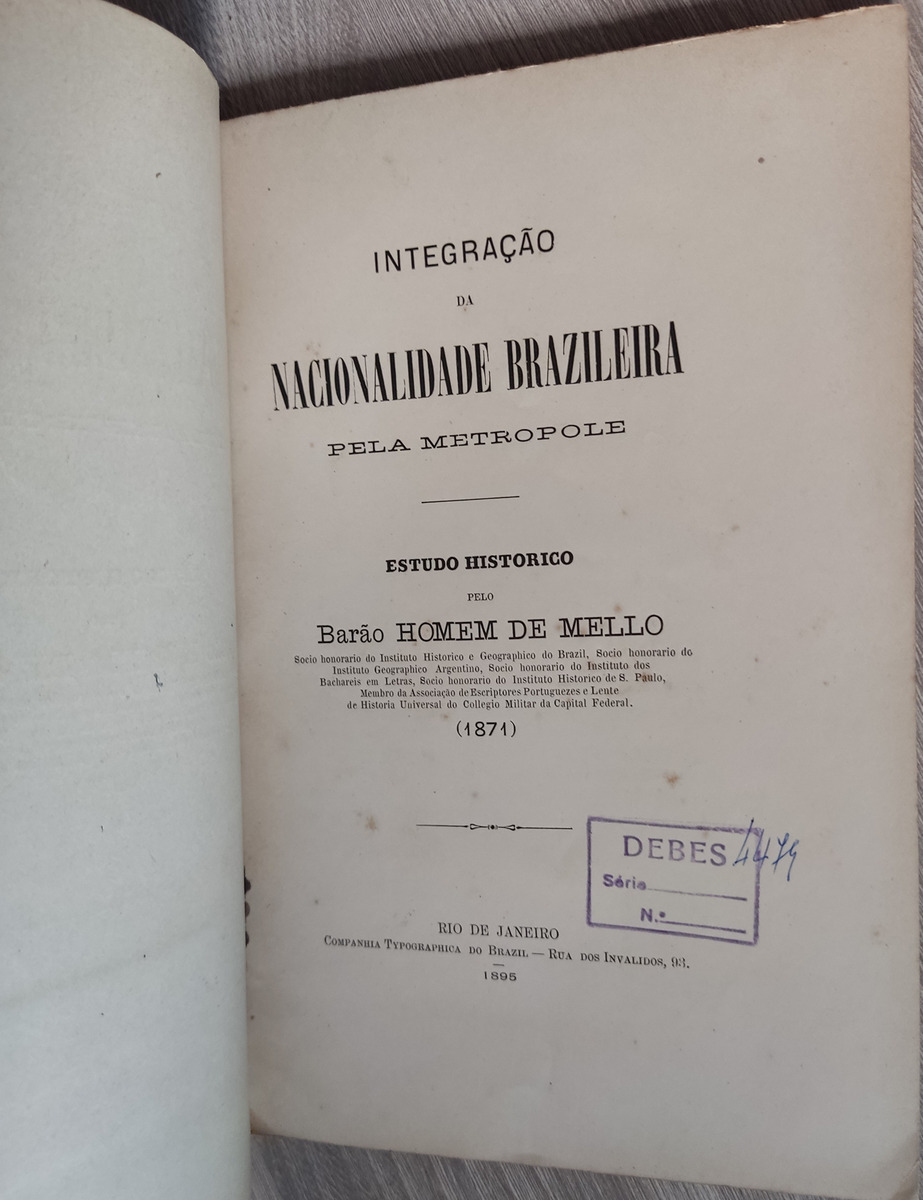 INTEGRAÇÃO
DA
NACIONALIDADE BRAZILEIRA
PELA METROPOLE
ESTUDO HISTORICO
PELO
Barão HOMEM DE MELLO
Socio honorario do Instituto Historico e Geographico do Brazil, Socio honorario do
Instituto Geographico Argentino, Socio honorario do Instituto dos
Bachareis em Letras, Socio honorario do Instituto Historico de S. Paulo,
Membro da Associação de Escriptores Portuguezes e Lente
de Historia Universal do Collegio Militar da Capital Federal.
(1871)
DEBES 4479
Série
N.º
RIO DE JANEIRO
COMPANHIA TYPOGRAPHICA DO BRAZIL — RUA DOS INVALIDOS, 93.
1895